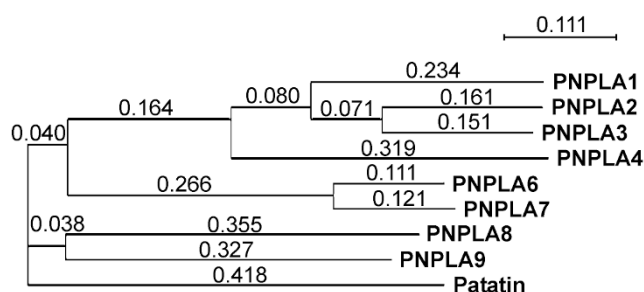 0.111
0.234 PNPLA1
0.080
0.161 PNPLA2
0.164
0.071
0.151 PNPLA3
0.040
0.319 PNPLA4
0.111 PNPLA6
0.266
0.121 PNPLA7
0.038
0.355 PNPLA8
0.327 PNPLA9
0.418 Patatin